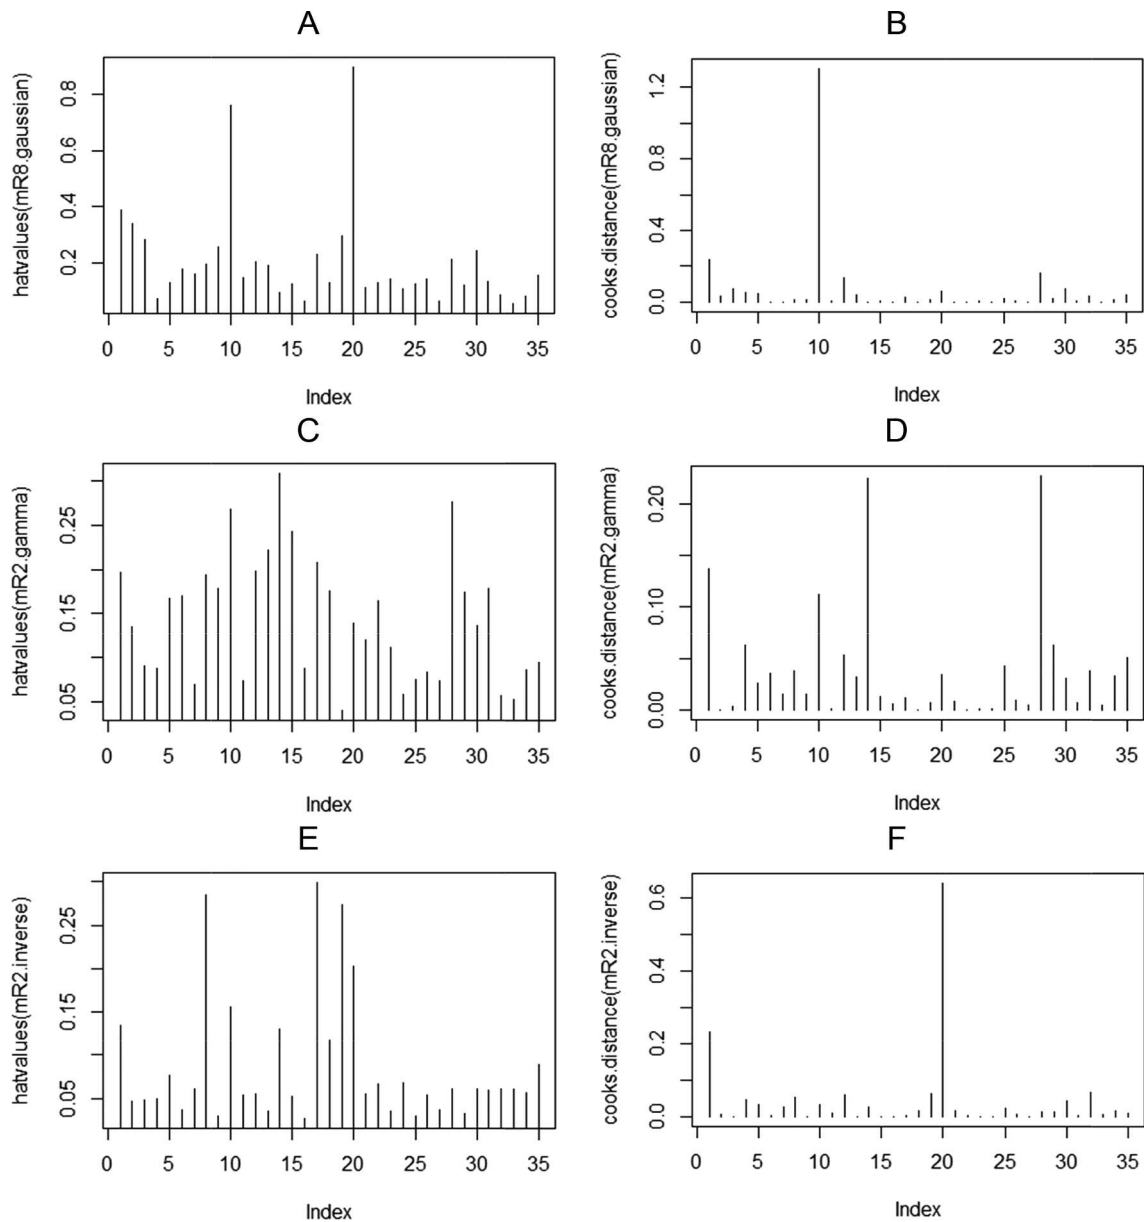 A
hatvalues(mR8.gaussian)
0.8
0.6
0.4
0.2
0 5 10 15 20 25 30 35
Index
B
cooks.distance(mR8.gaussian)
1.2
0.8
0.4
0.0
0 5 10 15 20 25 30 35
Index
C
hatvalues(mR2.gamma)
0.25
0.15
0.05
0 5 10 15 20 25 30 35
Index
D
cooks.distance(mR2.gamma)
0.20
0.10
0.00
0 5 10 15 20 25 30 35
Index
E
hatvalues(mR2.inverse)
0.25
0.15
0.05
0 5 10 15 20 25 30 35
Index
F
cooks.distance(mR2.inverse)
0.6
0.4
0.2
0.0
0 5 10 15 20 25 30 35
Index